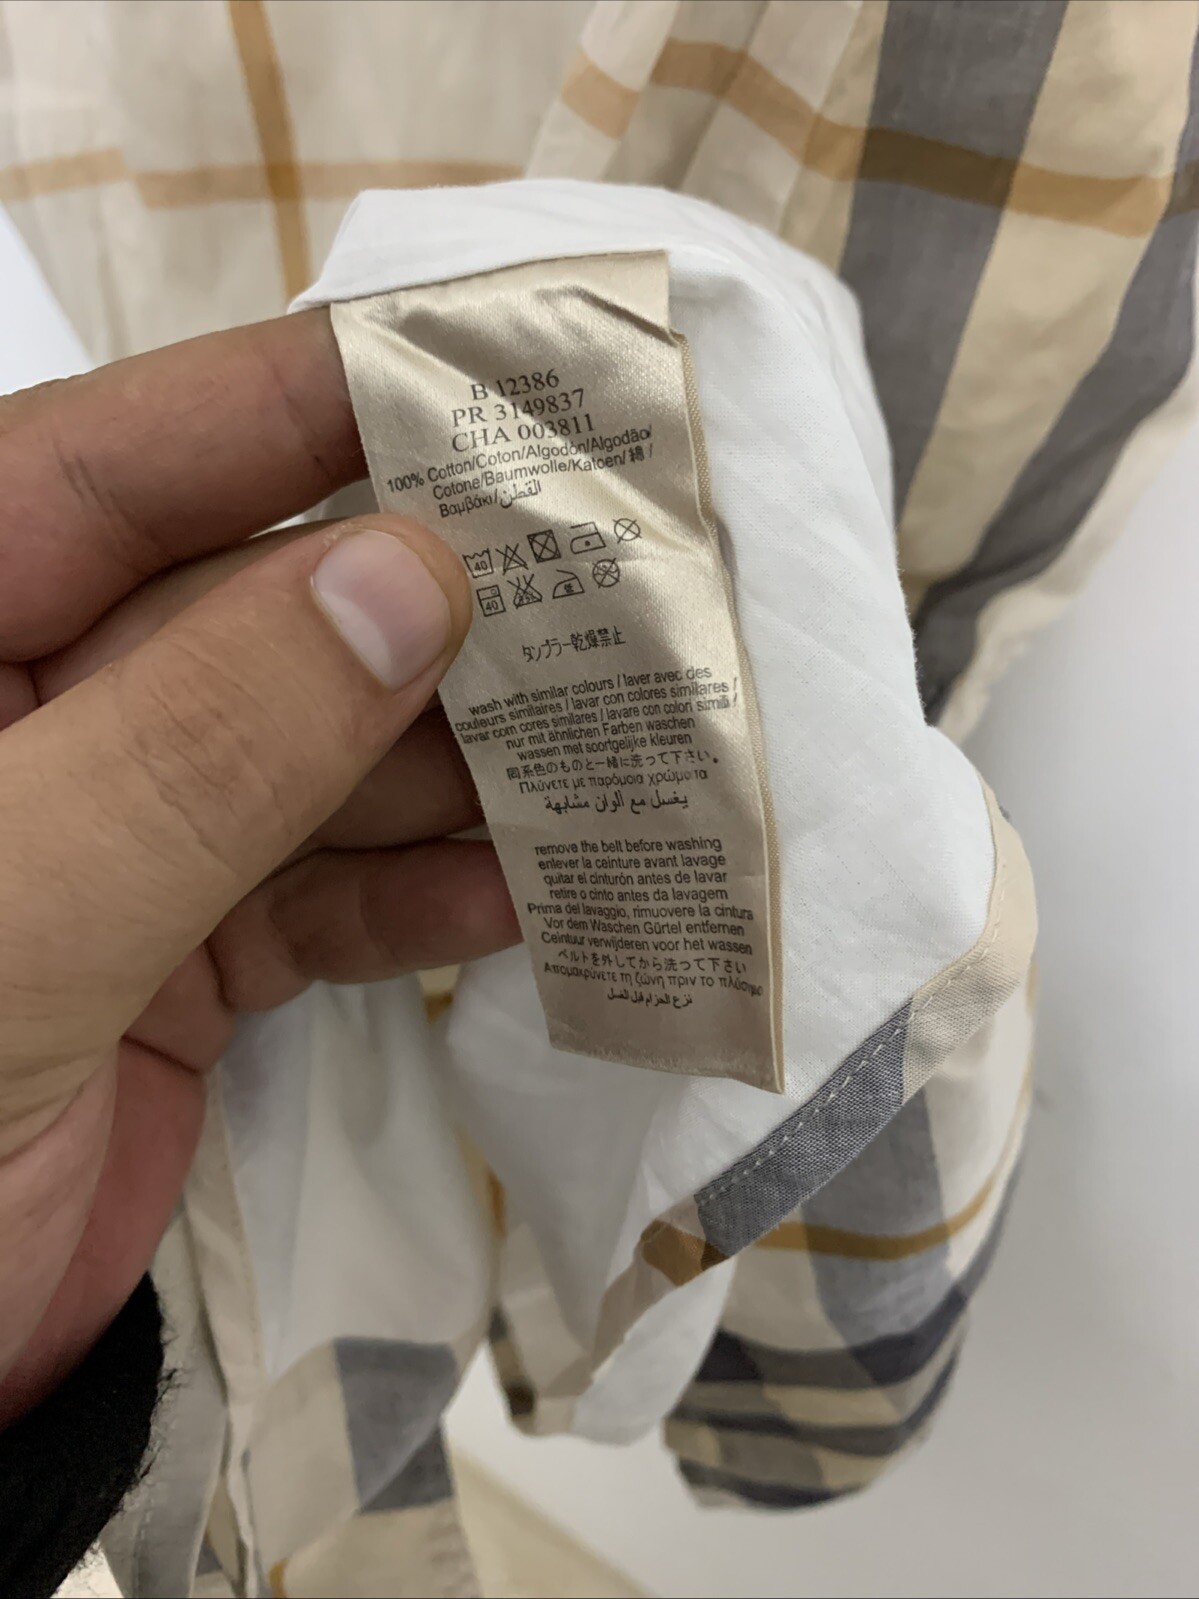 B 12386
PR 3149837
CHA 003811
100% Cotton/Coton/Algodón/Algodão/
Cotone/Baumwolle/Katoen/ 綿 /
Βαμβάκι/القطن
40
40
タンブラー乾燥禁止
wash with similar colours / laver avec des
couleurs similaires / lavar con colores similares /
lavar com cores similares / lavare con colori simili /
nur mit ähnlichen Farben waschen
wassen met soortgelijke kleuren
同系色のものと一緒に洗って下さい。
Πλύνετε με παρόμοια χρώματα
يغسل مع ألوان مشابهة
remove the belt before washing
enlever la ceinture avant lavage
quitar el cinturón antes de lavar
retire o cinto antes da lavagem
Prima del lavaggio, rimuovere la cintura
Vor dem Waschen Gürtel entfernen
Ceintuur verwijderen voor het wassen
ベルトを外してから洗って下さい
Απομακρύνετε τη ζώνη πριν το πλύσιμο
نزع الحزام قبل الغسل